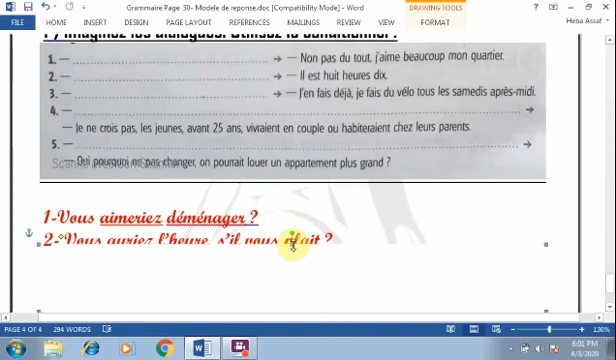 Grammaire Page 30- Modele de reponse.doc [Compatibility Mode] - Word
DRAWING TOOLS
FILE HOME INSERT DESIGN PAGE LAYOUT REFERENCES MAILINGS REVIEW VIEW FORMAT Heba Assaf
1 / Imaginez les dialogues. Utilisez le conditionnel :
1. — → — Non pas du tout, j'aime beaucoup mon quartier.
2. — → — Il est huit heures dix.
3. — → — J'en fais déjà, je fais du vélo tous les samedis après-midi.
4. — →
— Je ne crois pas, les jeunes, avant 25 ans, vivraient en couple ou habiteraient chez leurs parents.
5. — →
— Oui pourquoi ne pas changer, on pourrait louer un appartement plus grand ?
1-Vous aimeriez déménager ?
2- Vous auriez l'heure, s'il vous plait ?
PAGE 4 OF 4 294 WORDS 130%
6:01 PM
4/3/2020